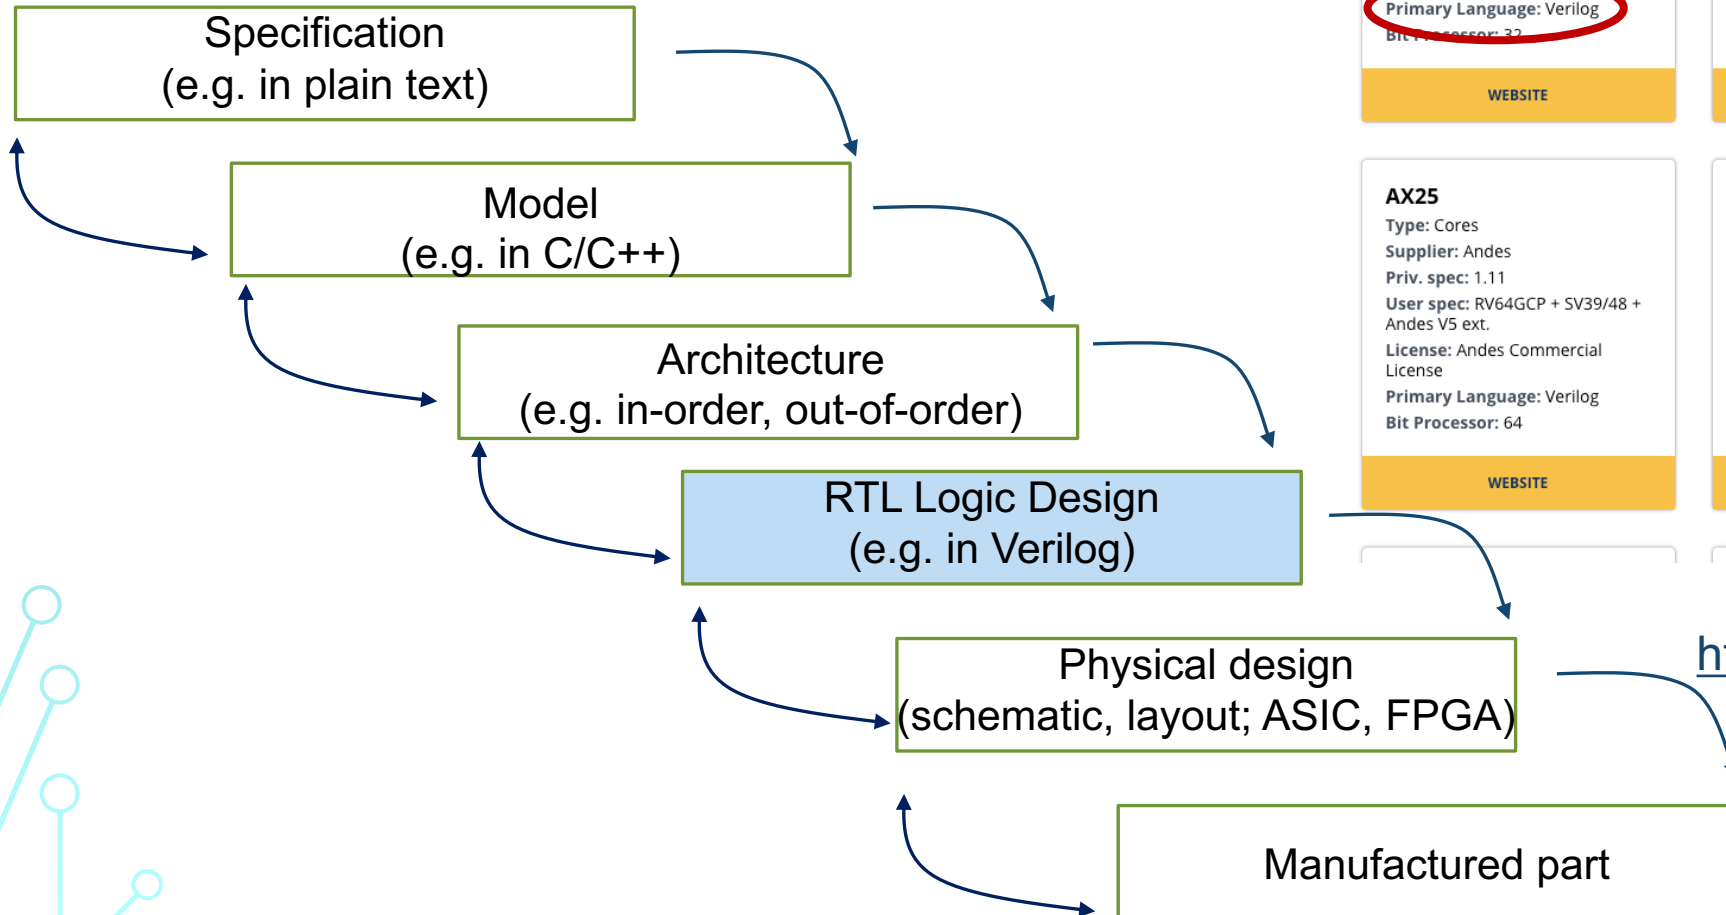 Specification
(e.g. in plain text)
Model
(e.g. in C/C++)
Architecture
(e.g. in-order, out-of-order)
RTL Logic Design
(e.g. in Verilog)
Physical design
(schematic, layout; ASIC, FPGA)
Manufactured part
Primary Language: Verilog
Bit Processor: 32
WEBSITE
AX25
Type: Cores
Supplier: Andes
Priv. spec: 1.11
User spec: RV64GCP + SV39/48 +
Andes V5 ext.
License: Andes Commercial
License
Primary Language: Verilog
Bit Processor: 64
WEBSITE